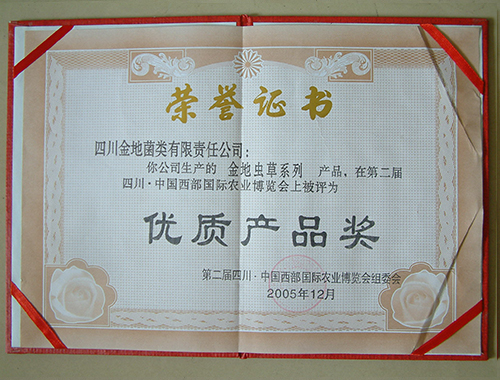 荣誉证书
四川金地菌类有限责任公司：
你公司生产的 金地虫草系列 产品，在第二届
四川·中国西部国际农业博览会上被评为
优质产品奖
第二届四川·中国西部国际农业博览会组委会
2005年12月